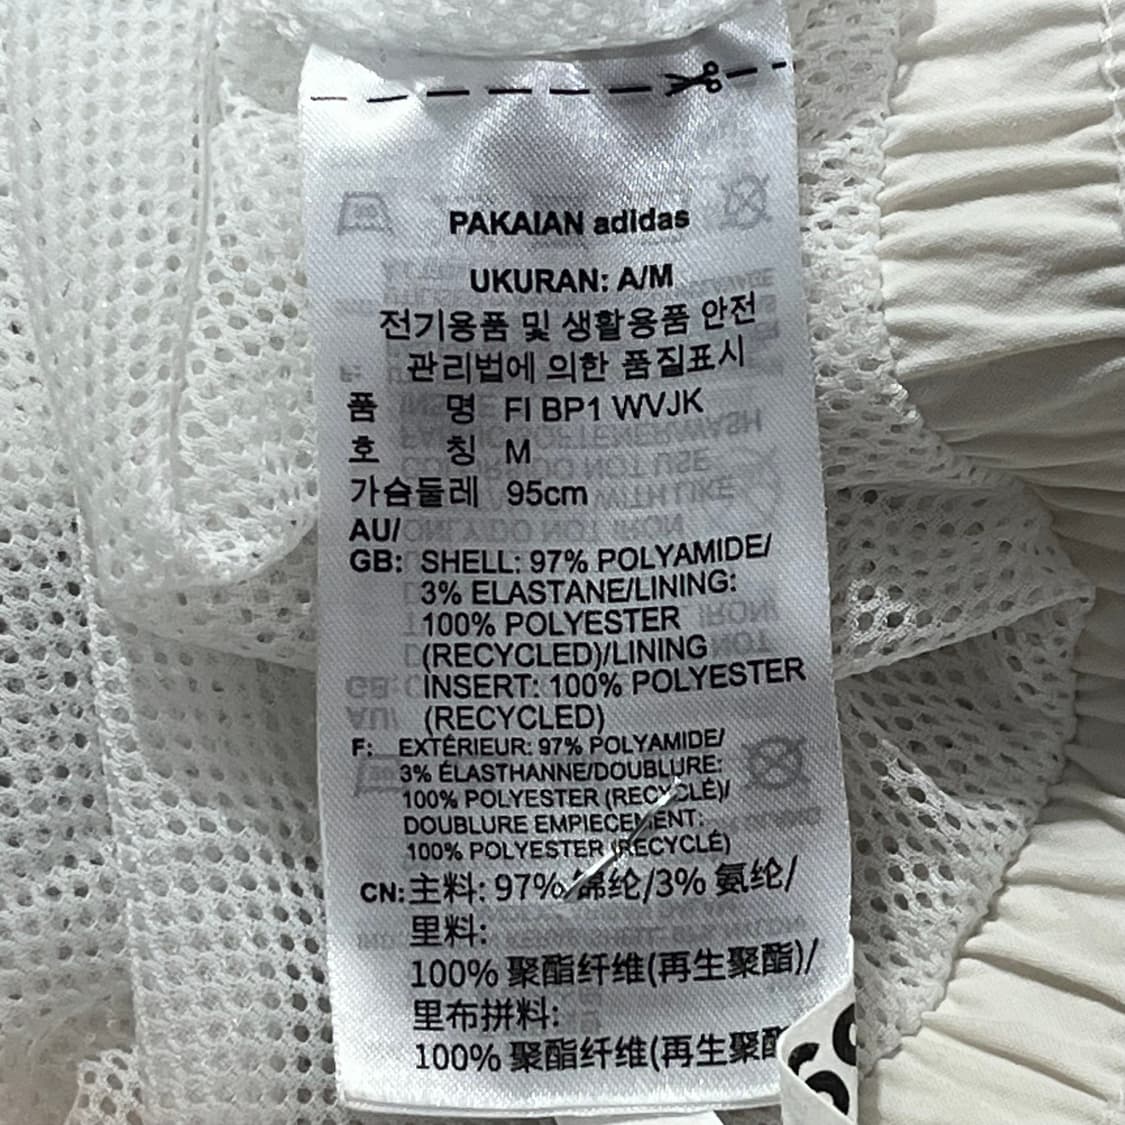 PAKAIAN adidas
UKURAN: A/M
전기용품 및 생활용품 안전
관리법에 의한 품질표시
품 명 FI BP1 WVJK
호 칭 M
가슴둘레 95cm
AU/
GB: SHELL: 97% POLYAMIDE/
3% ELASTANE/LINING:
100% POLYESTER
(RECYCLED)/LINING
INSERT: 100% POLYESTER
(RECYCLED)
F: EXTÉRIEUR: 97% POLYAMIDE/
3% ÉLASTHANNE/DOUBLURE:
100% POLYESTER (RECYCLÉ)/
DOUBLURE EMPIECEMENT:
100% POLYESTER (RECYCLÉ)
CN: 主料: 97% 锦纶/3% 氨纶/
里料:
100% 聚酯纤维(再生聚酯)/
里布拼料:
100% 聚酯纤维(再生聚酯